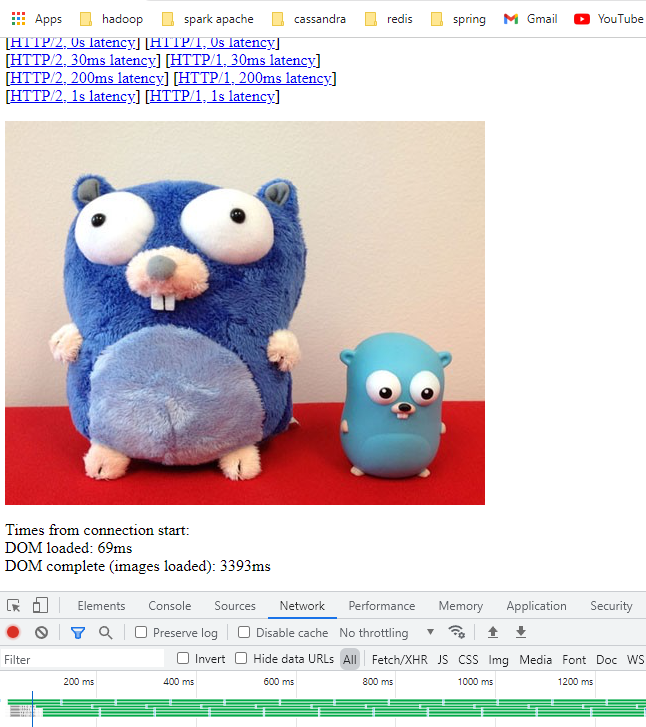 Apps hadoop spark apache cassandra redis spring Gmail YouTube
[HTTP/2, 0s latency] [HTTP/1, 0s latency]
[HTTP/2, 30ms latency] [HTTP/1, 30ms latency]
[HTTP/2, 200ms latency] [HTTP/1, 200ms latency]
[HTTP/2, 1s latency] [HTTP/1, 1s latency]
Times from connection start:
DOM loaded: 69ms
DOM complete (images loaded): 3393ms
Elements Console Sources Network Performance Memory Application Security
Preserve log Disable cache No throttling
Filter Invert Hide data URLs All Fetch/XHR JS CSS Img Media Font Doc WS
200 ms 400 ms 600 ms 800 ms 1000 ms 1200 ms